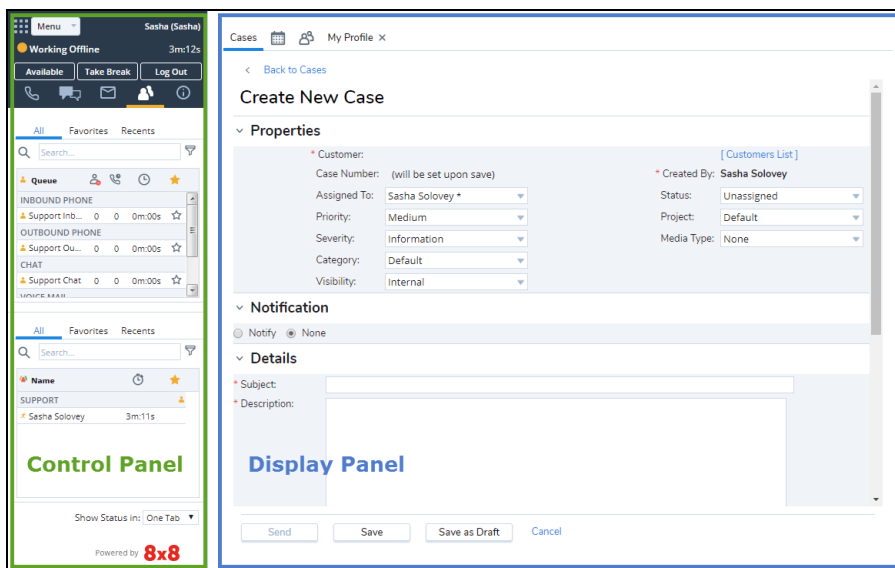 Menu
Sasha (Sasha)
Working Offline
3m:12s
Available
Take Break
Log Out
All
Favorites
Recents
Search...
Queue
INBOUND PHONE
Support Inb... 0 0 0m:00s
OUTBOUND PHONE
Support Ou... 0 0 0m:00s
CHAT
Support Chat 0 0 0m:00s
VOICE MAIL
All
Favorites
Recents
Search...
Name
SUPPORT
Sasha Solovey 3m:11s
Control Panel
Show Status in: One Tab
Powered by 8x8
Cases
My Profile ×
< Back to Cases
Create New Case
Properties
* Customer:
[ Customers List ]
Case Number: (will be set upon save)
* Created By: Sasha Solovey
Assigned To: Sasha Solovey *
Status: Unassigned
Priority: Medium
Project: Default
Severity: Information
Media Type: None
Category: Default
Visibility: Internal
Notification
Notify
None
Details
* Subject:
* Description:
Display Panel
Send
Save
Save as Draft
Cancel